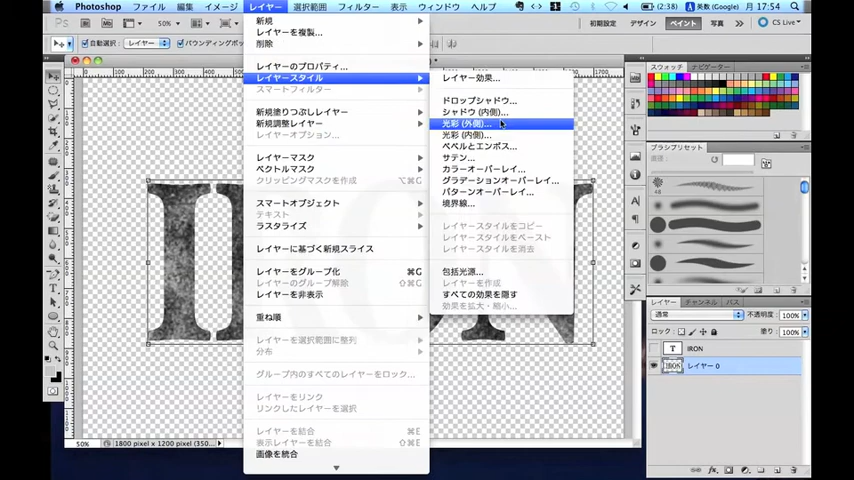 Photoshop ファイル 編集 イメージ レイヤー 選択範囲 フィルター 表示 ウィンドウ ヘルプ 英数 (2:38) 月 17:54
50% 初期設定 デザイン ペイント 写真 CS Live
自動選択: レイヤー バウンディングボ
新規
レイヤーを複製...
削除
レイヤーのプロパティ...
レイヤースタイル
スマートフィルター
新規塗りつぶしレイヤー
新規調整レイヤー
レイヤーオプション...
レイヤーマスク
ベクトルマスク
クリッピングマスクを作成 ⌥⌘G
スマートオブジェクト
テキスト
ラスタライズ
レイヤーに基づく新規スライス
レイヤーをグループ化 ⌘G
レイヤーのグループ解除 ⇧⌘G
レイヤーを非表示
重ね順
レイヤーを選択範囲に整列
分布
グループ内のすべてのレイヤーをロック...
レイヤーをリンク
リンクしたレイヤーを選択
レイヤーを結合 ⌘E
表示レイヤーを結合 ⇧⌘E
画像を統合
レイヤー効果...
ドロップシャドウ...
シャドウ (内側)...
光彩 (外側)...
光彩 (内側)...
ベベルとエンボス...
サテン...
カラーオーバーレイ...
グラデーションオーバーレイ...
パターンオーバーレイ...
境界線...
レイヤースタイルをコピー
レイヤースタイルをペースト
レイヤースタイルを消去
包括光源...
レイヤーを作成
すべての効果を隠す
効果を拡大・縮小...
スウォッチ ナビゲーター
ブラシプリセット
直径:
48
レイヤー チャンネル パス
通常 不透明度: 100%
ロック: 塗り: 100%
T IRON
レイヤー 0
50% 1800 pixel x 1200 pixel (350...